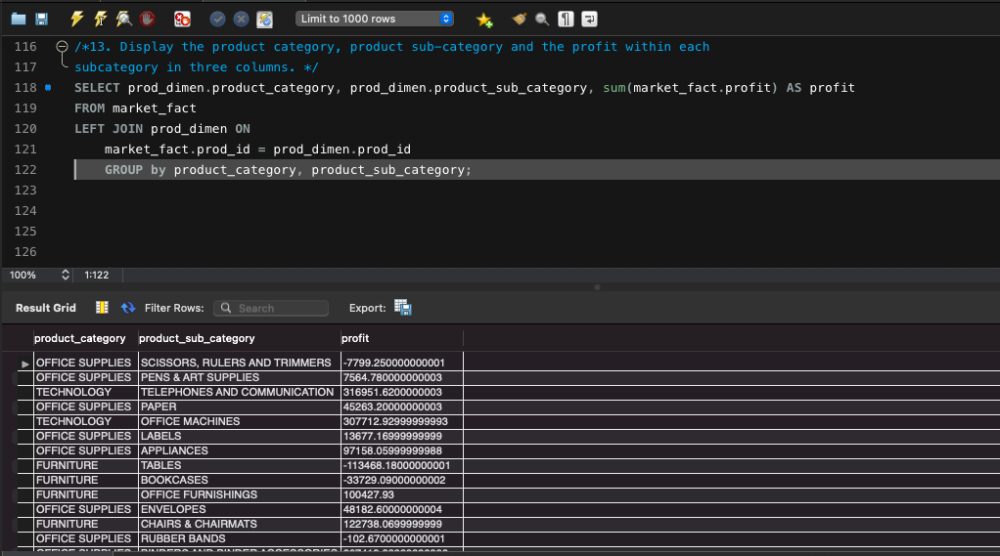 Limit to 1000 rows
116 /*13. Display the product category, product sub-category and the profit within each
117 subcategory in three columns. */
118 SELECT prod_dimen.product_category, prod_dimen.product_sub_category, sum(market_fact.profit) AS profit
119 FROM market_fact
120 LEFT JOIN prod_dimen ON
121 market_fact.prod_id = prod_dimen.prod_id
122 GROUP by product_category, product_sub_category;
123
124
125
126
100% 1:122
Result Grid Filter Rows: Search Export:
product_category product_sub_category profit
OFFICE SUPPLIES SCISSORS, RULERS AND TRIMMERS -7799.250000000001
OFFICE SUPPLIES PENS & ART SUPPLIES 7564.780000000003
TECHNOLOGY TELEPHONES AND COMMUNICATION 316951.6200000003
OFFICE SUPPLIES PAPER 45263.20000000003
TECHNOLOGY OFFICE MACHINES 307712.92999999993
OFFICE SUPPLIES LABELS 13677.16999999999
OFFICE SUPPLIES APPLIANCES 97158.05999999988
FURNITURE TABLES -113468.18000000001
FURNITURE BOOKCASES -33729.09000000002
FURNITURE OFFICE FURNISHINGS 100427.93
OFFICE SUPPLIES ENVELOPES 48182.60000000004
FURNITURE CHAIRS & CHAIRMATS 122738.0699999999
OFFICE SUPPLIES RUBBER BANDS -102.6700000000001
OFFICE SUPPLIES BINDERS AND BINDER ACCESSORIES